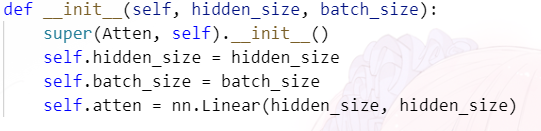 def __init__(self, hidden_size, batch_size):
    super(Atten, self).__init__()
    self.hidden_size = hidden_size
    self.batch_size = batch_size
    self.atten = nn.Linear(hidden_size, hidden_size)